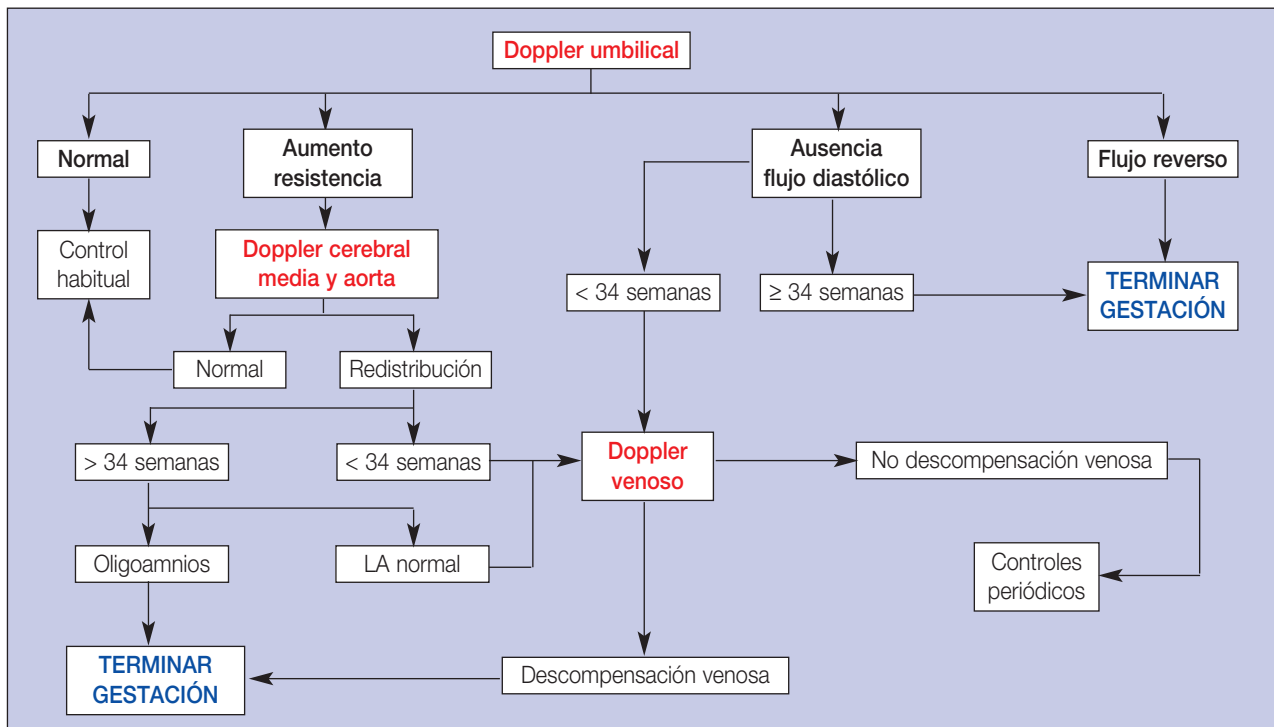 Doppler umbilical
Normal
Aumento
resistencia
Ausencia
flujo diastólico
Flujo reverso
Control
habitual
Doppler cerebral
media y aorta
< 34 semanas
≥ 34 semanas
TERMINAR
GESTACIÓN
Normal
Redistribución
> 34 semanas
< 34 semanas
Doppler
venoso
No descompensación venosa
Oligoamnios
LA normal
Controles
periódicos
TERMINAR
GESTACIÓN
Descompensación venosa